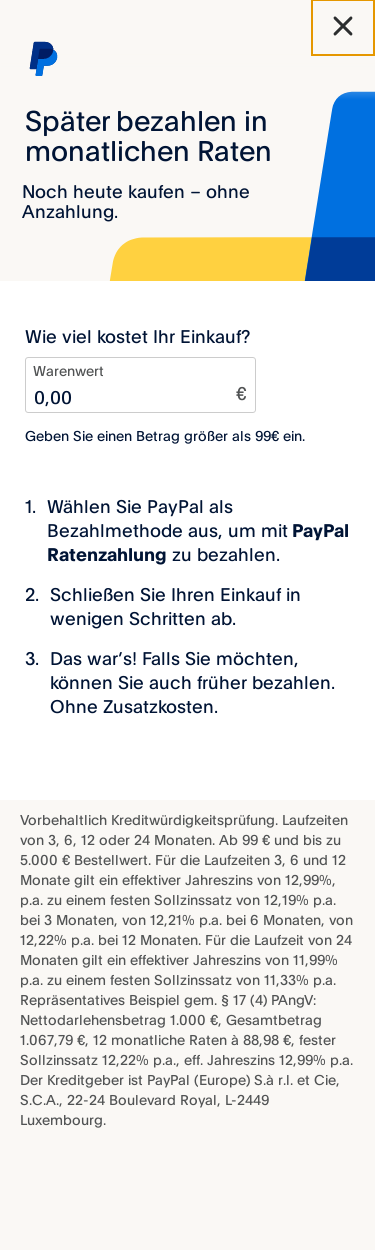 Später bezahlen in
monatlichen Raten
Noch heute kaufen – ohne
Anzahlung.
Wie viel kostet Ihr Einkauf?
Warenwert
0,00 €
Geben Sie einen Betrag größer als 99€ ein.
1. Wählen Sie PayPal als
Bezahlmethode aus, um mit PayPal
Ratenzahlung zu bezahlen.
2. Schließen Sie Ihren Einkauf in
wenigen Schritten ab.
3. Das war’s! Falls Sie möchten,
können Sie auch früher bezahlen.
Ohne Zusatzkosten.
Vorbehaltlich Kreditwürdigkeitsprüfung. Laufzeiten
von 3, 6, 12 oder 24 Monaten. Ab 99 € und bis zu
5.000 € Bestellwert. Für die Laufzeiten 3, 6 und 12
Monate gilt ein effektiver Jahreszins von 12,99%,
p.a. zu einem festen Sollzinssatz von 12,19% p.a.
bei 3 Monaten, von 12,21% p.a. bei 6 Monaten, von
12,22% p.a. bei 12 Monaten. Für die Laufzeit von 24
Monaten gilt ein effektiver Jahreszins von 11,99%
p.a. zu einem festen Sollzinssatz von 11,33% p.a.
Repräsentatives Beispiel gem. § 17 (4) PAngV:
Nettodarlehensbetrag 1.000 €, Gesamtbetrag
1.067,79 €, 12 monatliche Raten à 88,98 €, fester
Sollzinssatz 12,22% p.a., eff. Jahreszins 12,99% p.a.
Der Kreditgeber ist PayPal (Europe) S.à r.l. et Cie,
S.C.A., 22-24 Boulevard Royal, L-2449
Luxembourg.